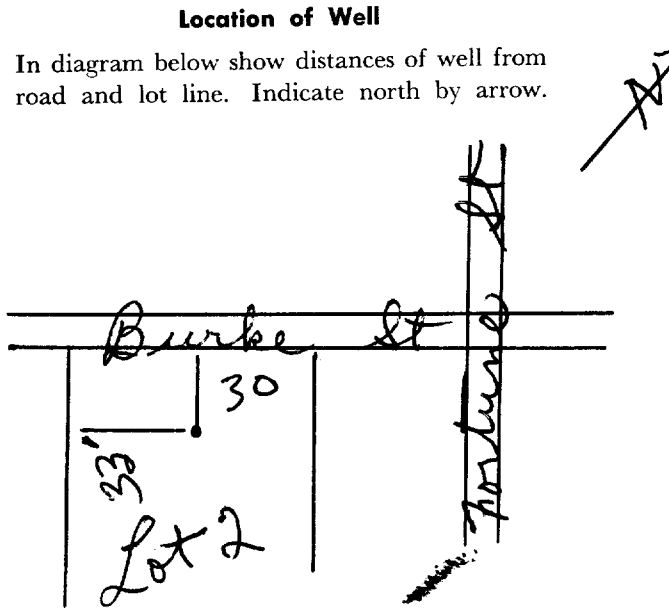 Location of Well
In diagram below show distances of well from
road and lot line. Indicate north by arrow.
N
Burke St
Fortune St
30
33'
Lot 2